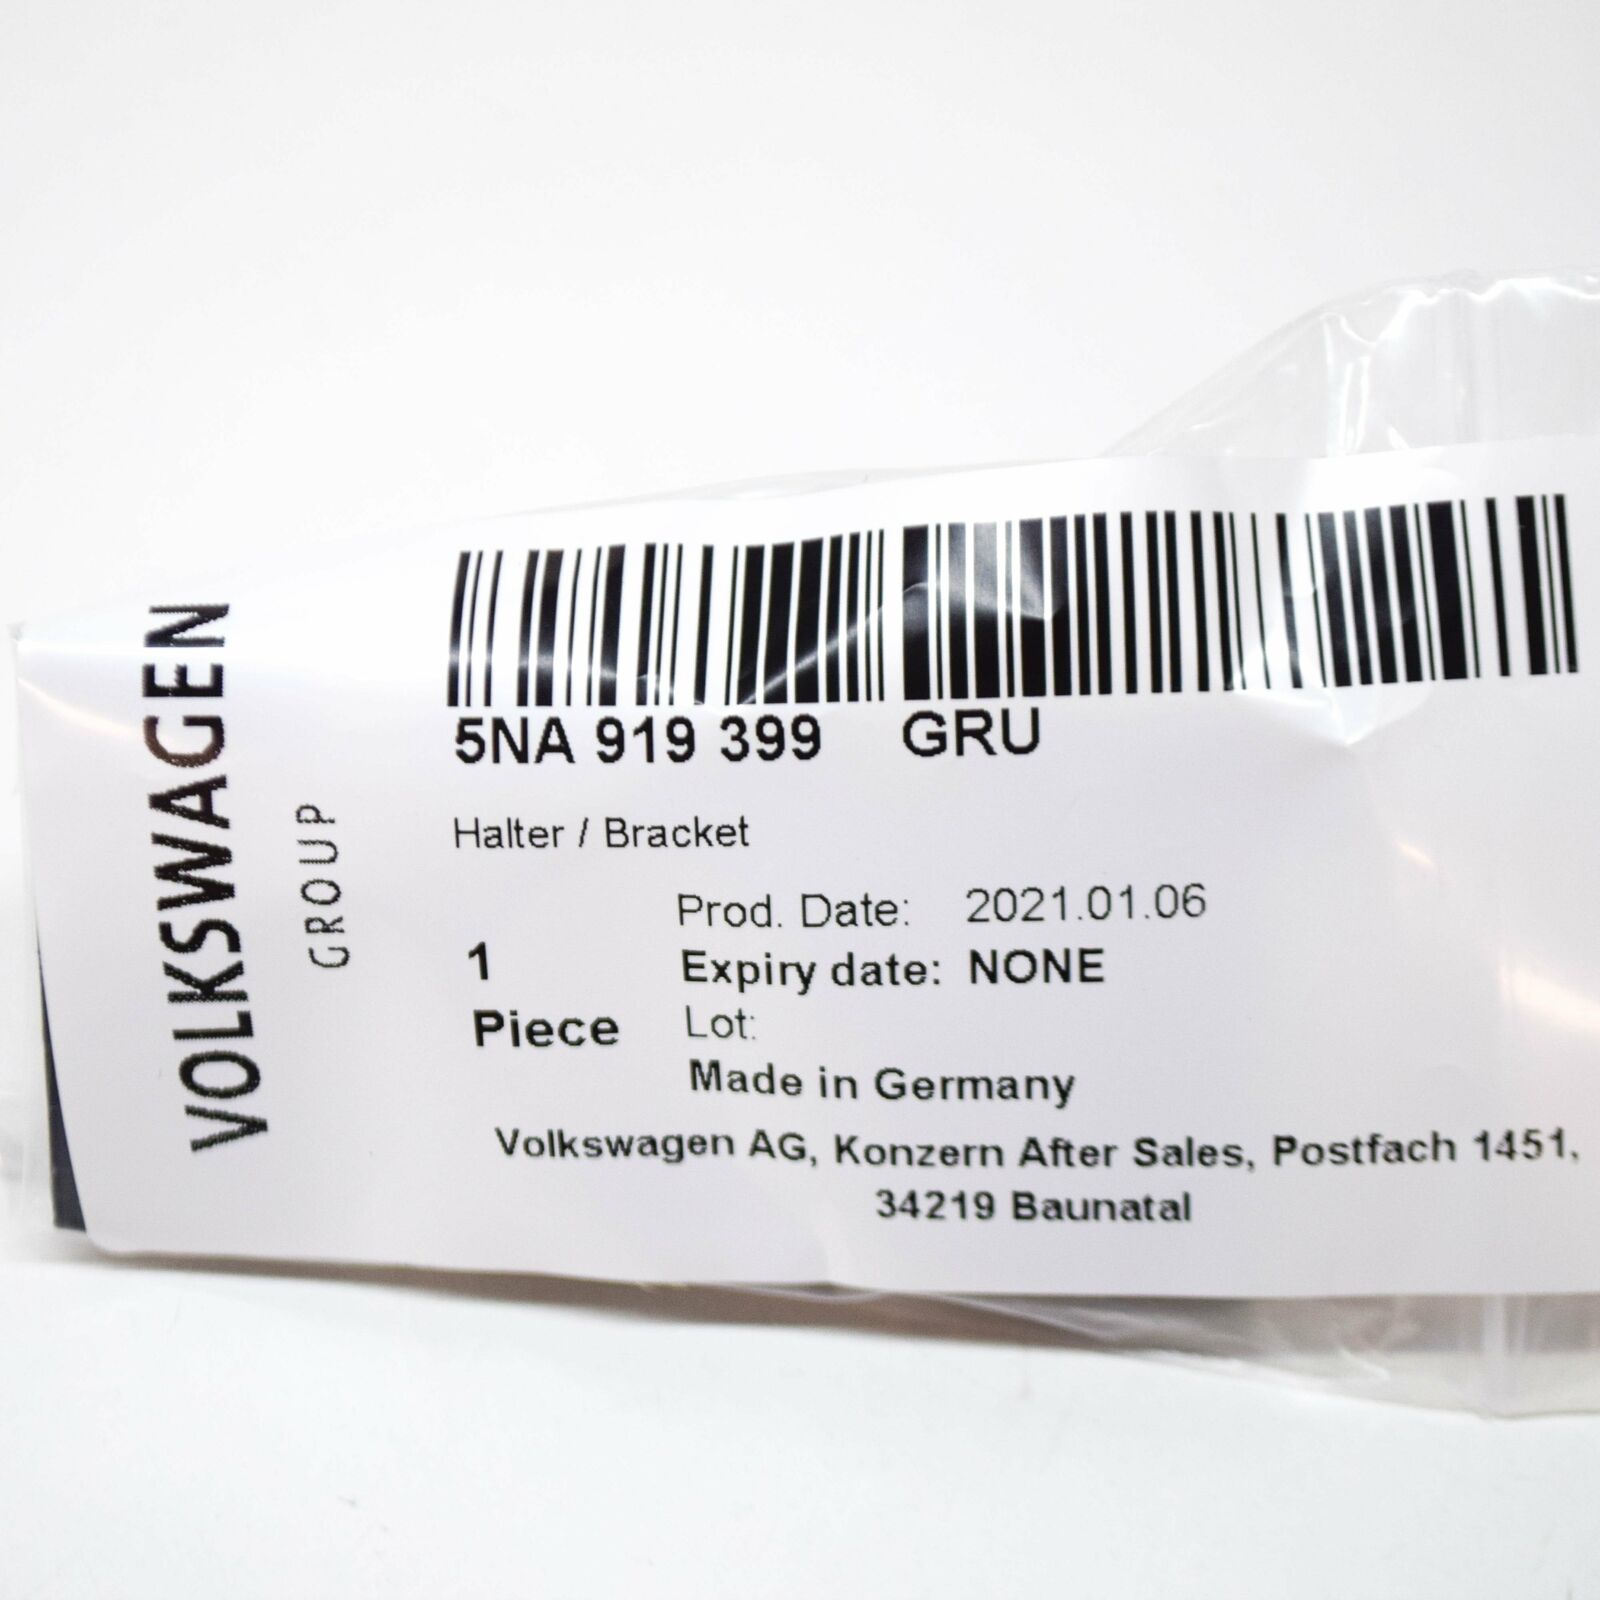 VOLKSWAGEN
GROUP
5NA 919 399 GRU
Halter / Bracket
1
Piece
Prod. Date: 2021.01.06
Expiry date: NONE
Lot:
Made in Germany
Volkswagen AG, Konzern After Sales, Postfach 1451,
34219 Baunatal